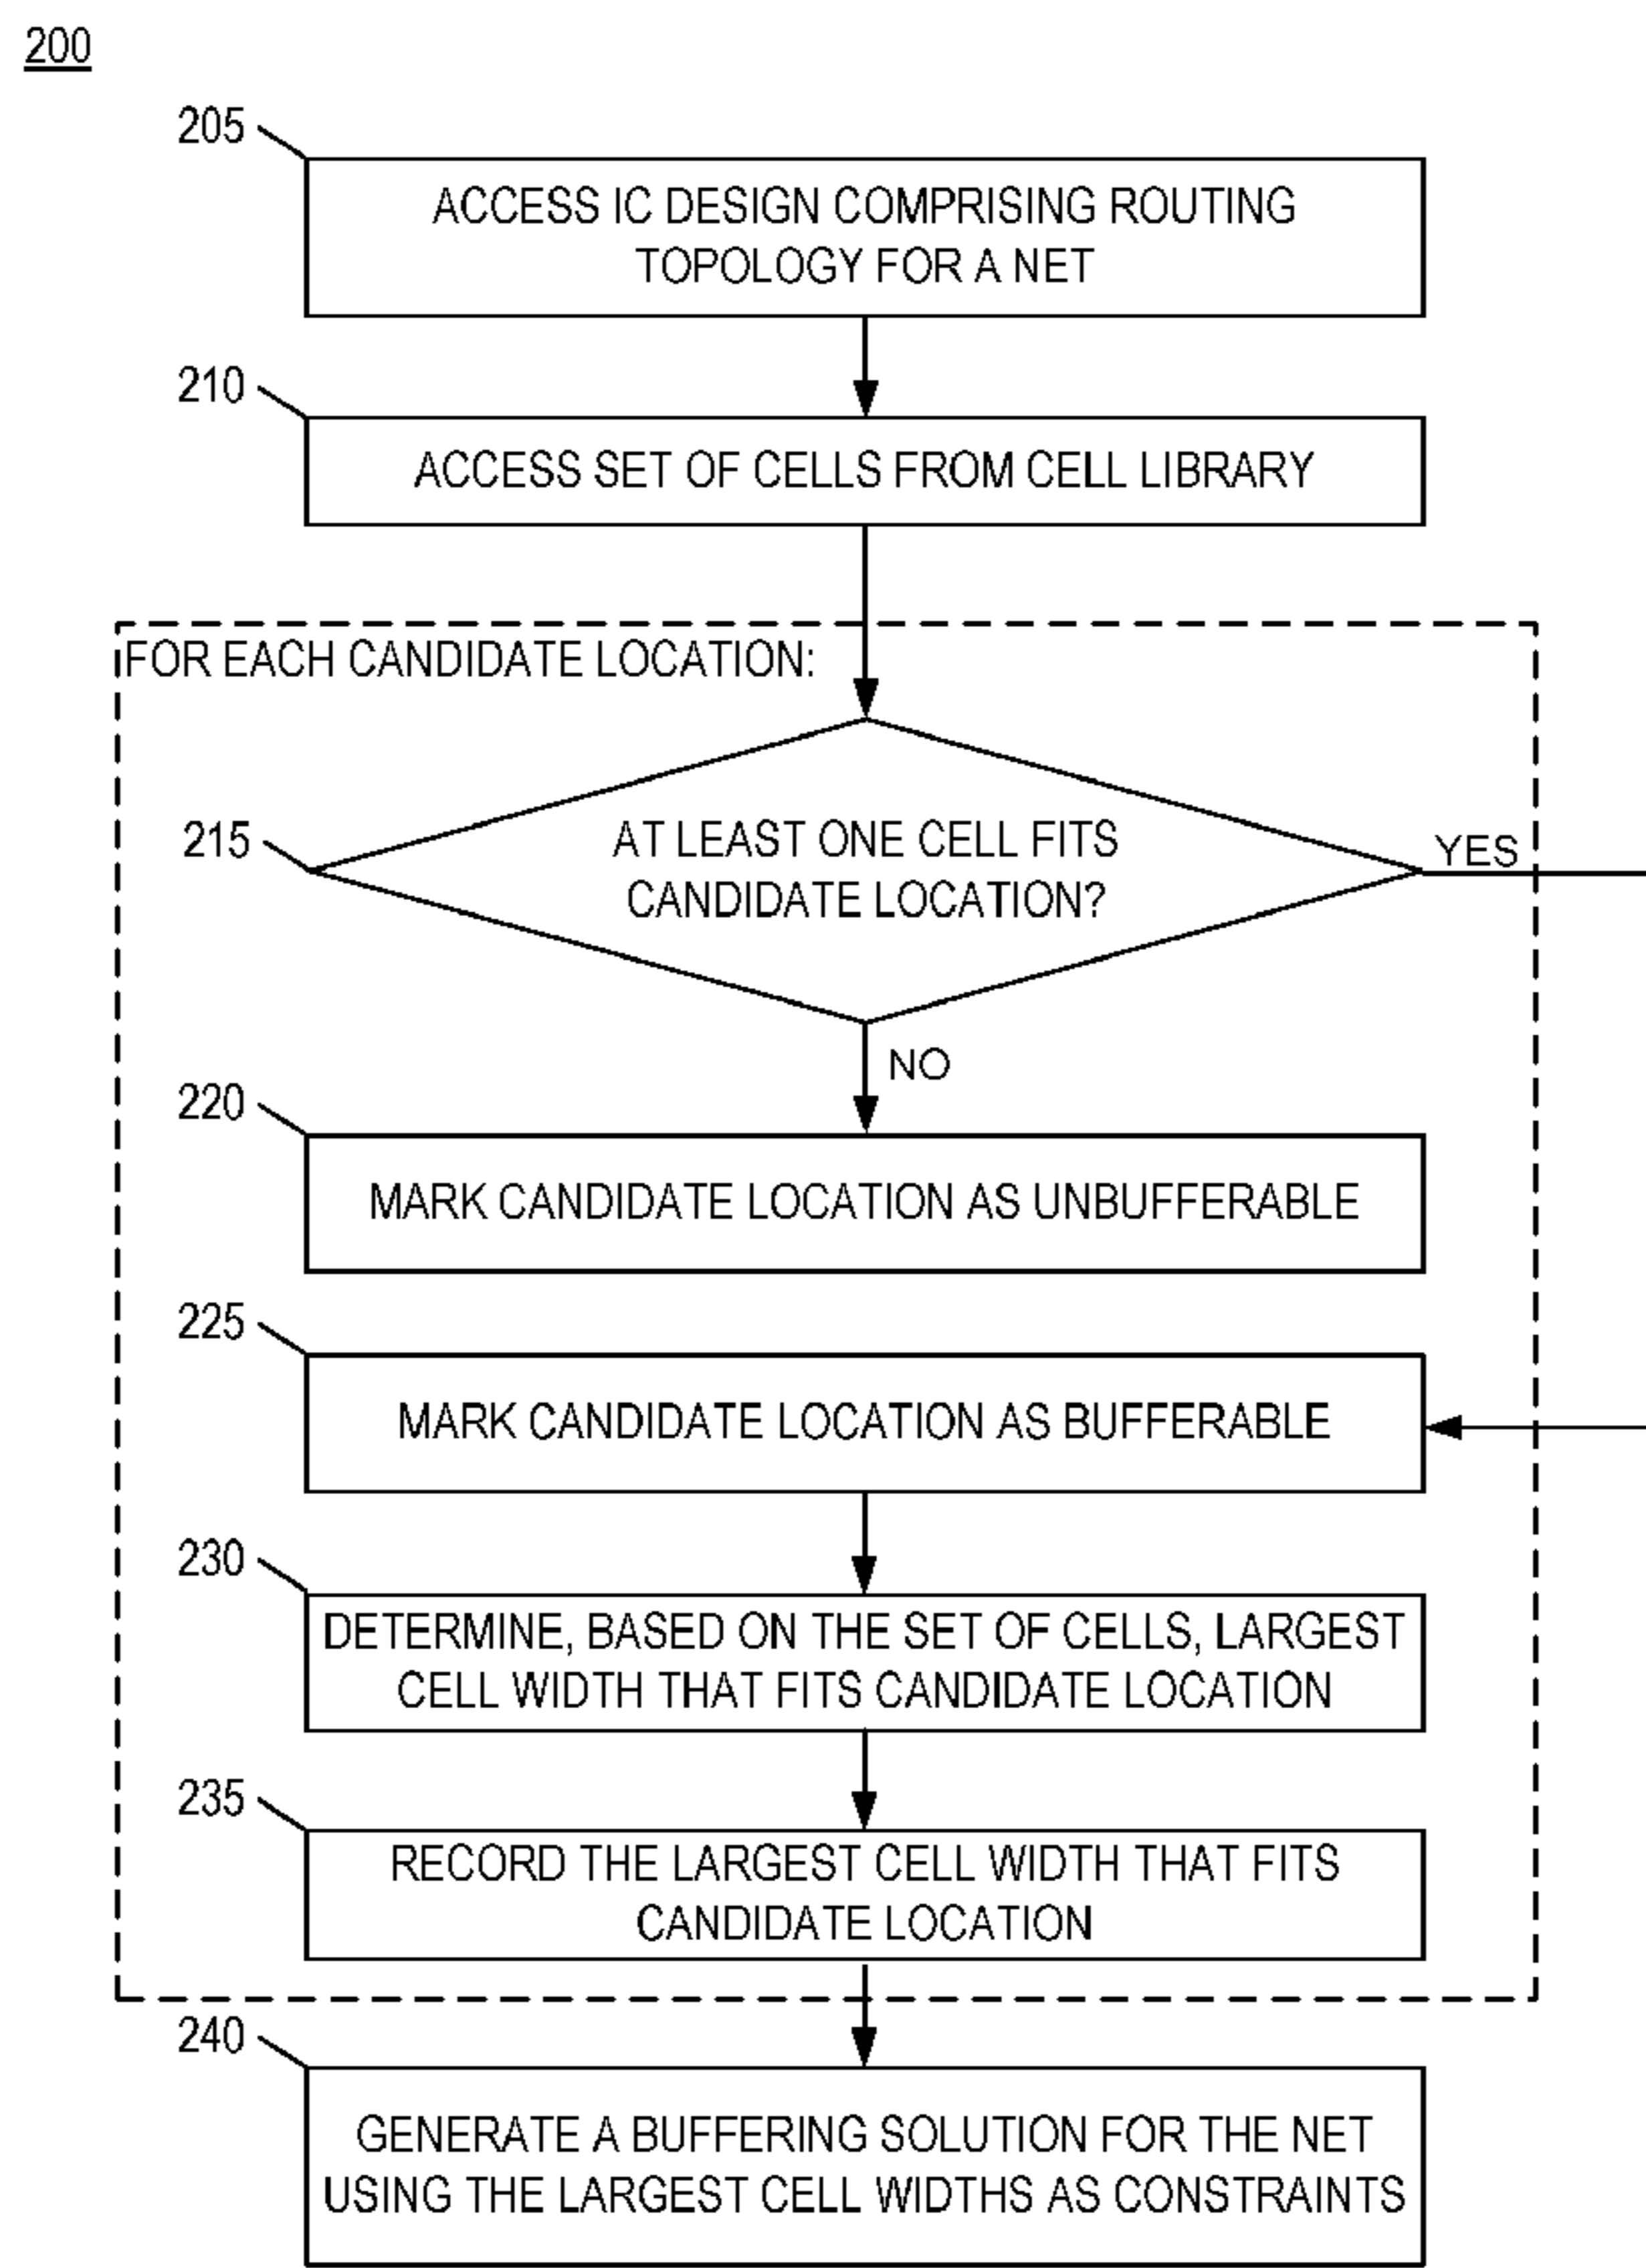 200
205
ACCESS IC DESIGN COMPRISING ROUTING
TOPOLOGY FOR A NET
210
ACCESS SET OF CELLS FROM CELL LIBRARY
FOR EACH CANDIDATE LOCATION:
215
AT LEAST ONE CELL FITS
CANDIDATE LOCATION?
YES
NO
220
MARK CANDIDATE LOCATION AS UNBUFFERABLE
225
MARK CANDIDATE LOCATION AS BUFFERABLE
230
DETERMINE, BASED ON THE SET OF CELLS, LARGEST
CELL WIDTH THAT FITS CANDIDATE LOCATION
235
RECORD THE LARGEST CELL WIDTH THAT FITS
CANDIDATE LOCATION
240
GENERATE A BUFFERING SOLUTION FOR THE NET
USING THE LARGEST CELL WIDTHS AS CONSTRAINTS